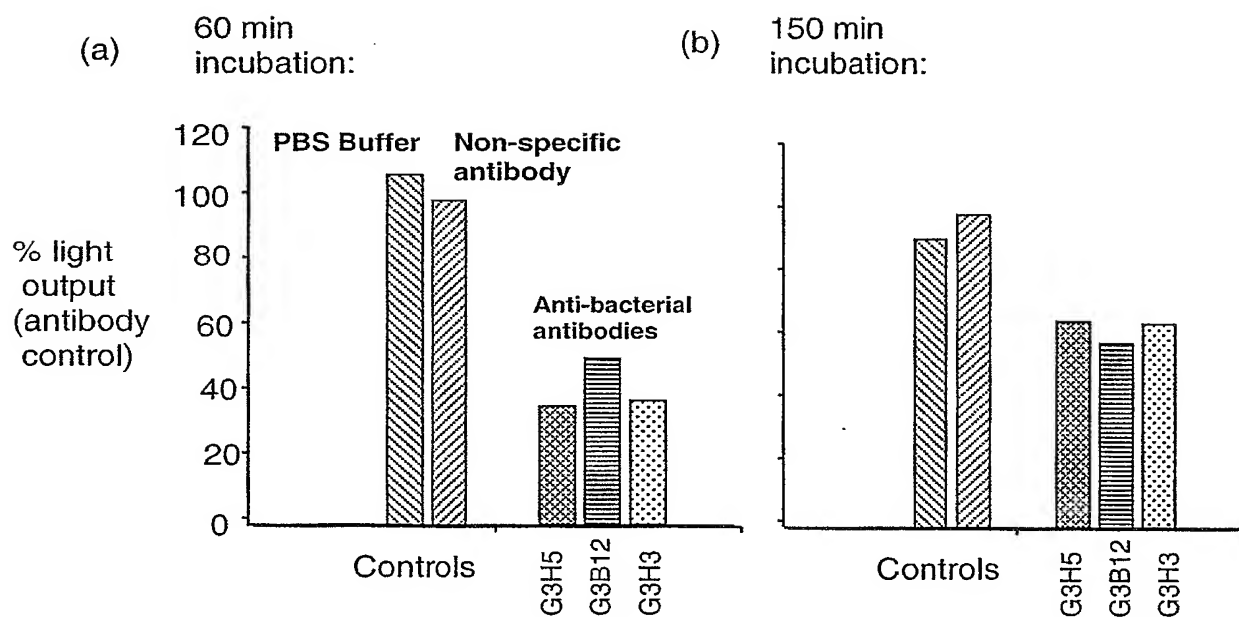 (a)
60 min
incubation:
(b)
150 min
incubation:
120
100
80
60
40
20
0
% light
output
(antibody
control)
PBS Buffer
Non-specific
antibody
Anti-bacterial
antibodies
Controls
G3H5
G3B12
G3H3
Controls
G3H5
G3B12
G3H3